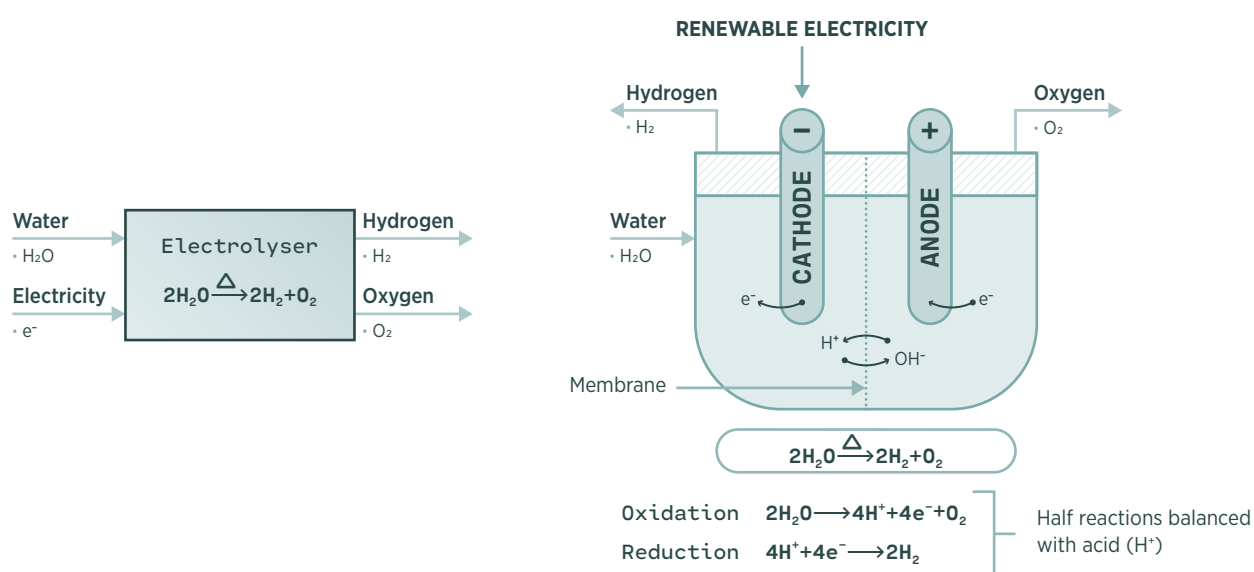 Water
· H₂O
Electricity
· e⁻
Electrolyser
2H₂O⟶2H₂+O₂
△
Hydrogen
· H₂
Oxygen
· O₂
RENEWABLE ELECTRICITY
Hydrogen
· H₂
Oxygen
· O₂
−
+
CATHODE
ANODE
Water
· H₂O
e⁻
e⁻
H⁺
OH⁻
Membrane
△
2H₂O⟶2H₂+O₂
Oxidation 2H₂O⟶4H⁺+4e⁻+O₂
Reduction 4H⁺+4e⁻⟶2H₂
Half reactions balanced
with acid (H⁺)